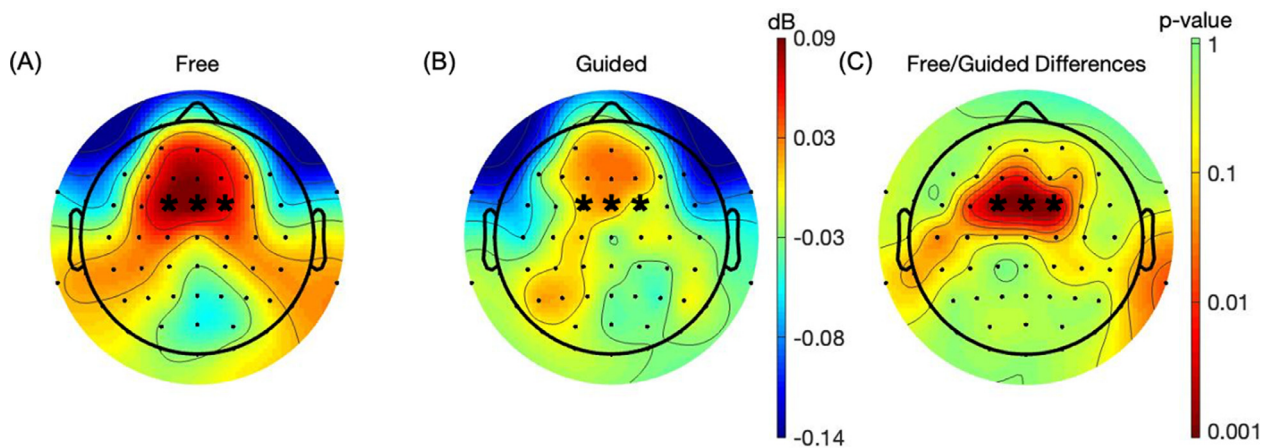 (A)
Free
(B)
Guided
dB
0.09
0.03
-0.03
-0.08
-0.14
(C)
Free/Guided Differences
p-value
1
0.1
0.01
0.001